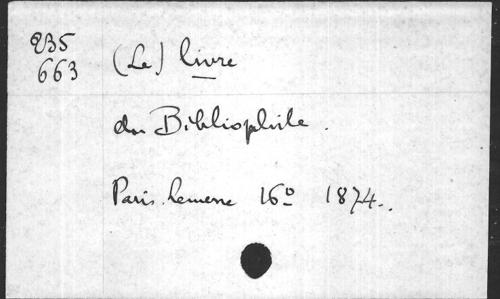 235
663
(Le) livre
du Bibliophile.
Paris. Lemerre 16º 1874..